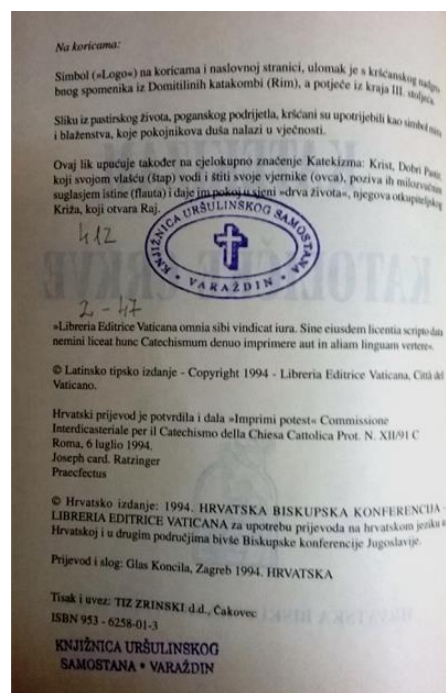 Na koricama:
Simbol (»Logo«) na koricama i naslovnoj stranici, ulomak je s kršćanskog nadgro-
bnog spomenika iz Domitilinih katakombi (Rim), a potječe iz kraja III. stoljeća.
Sliku iz pastirskog života, poganskog podrijetla, kršćani su upotrijebili kao simbol
i blaženstva, koje pokojnikova duša nalazi u vječnosti.
Ovaj lik upućuje također na cjelokupno značenje Katekizma: Krist, Dobri Pastir,
koji svojom vlašću (štap) vodi i štiti svoje vjernike (ovca), poziva ih milozvučnim
suglasjem istine (flauta) i daje im pokoj u sjeni »drva života«, njegova otkupiteljskog
Križa, koji otvara Raj.
412
KNJIŽNICA URŠULINSKOG SAMOSTANA • VARAŽDIN •
2-47
»Libreria Editrice Vaticana omnia sibi vindicat iura. Sine eiusdem licentia scripto data
nemini liceat hunc Catechismum denuo imprimere aut in aliam linguam vertere«.
© Latinsko tipsko izdanje - Copyright 1994 - Libreria Editrice Vaticana, Città del
Vaticano.
Hrvatski prijevod je potvrdila i dala »Imprimi potest« Commissione
Interdicasteriale per il Catechismo della Chiesa Cattolica Prot. N. XII/91 C
Roma, 6 luglio 1994.
Joseph card. Ratzinger
Praefectus
© Hrvatsko izdanje: 1994. HRVATSKA BISKUPSKA KONFERENCIJA -
LIBRERIA EDITRICE VATICANA za upotrebu prijevoda na hrvatskom jeziku u
Hrvatskoj i u drugim područjima bivše Biskupske konferencije Jugoslavije.
Prijevod i slog: Glas Koncila, Zagreb 1994. HRVATSKA
Tisak i uvez: TIZ ZRINSKI d.d., Čakovec
ISBN 953 - 6258-01-3
KNJIŽNICA URŠULINSKOG
SAMOSTANA • VARAŽDIN